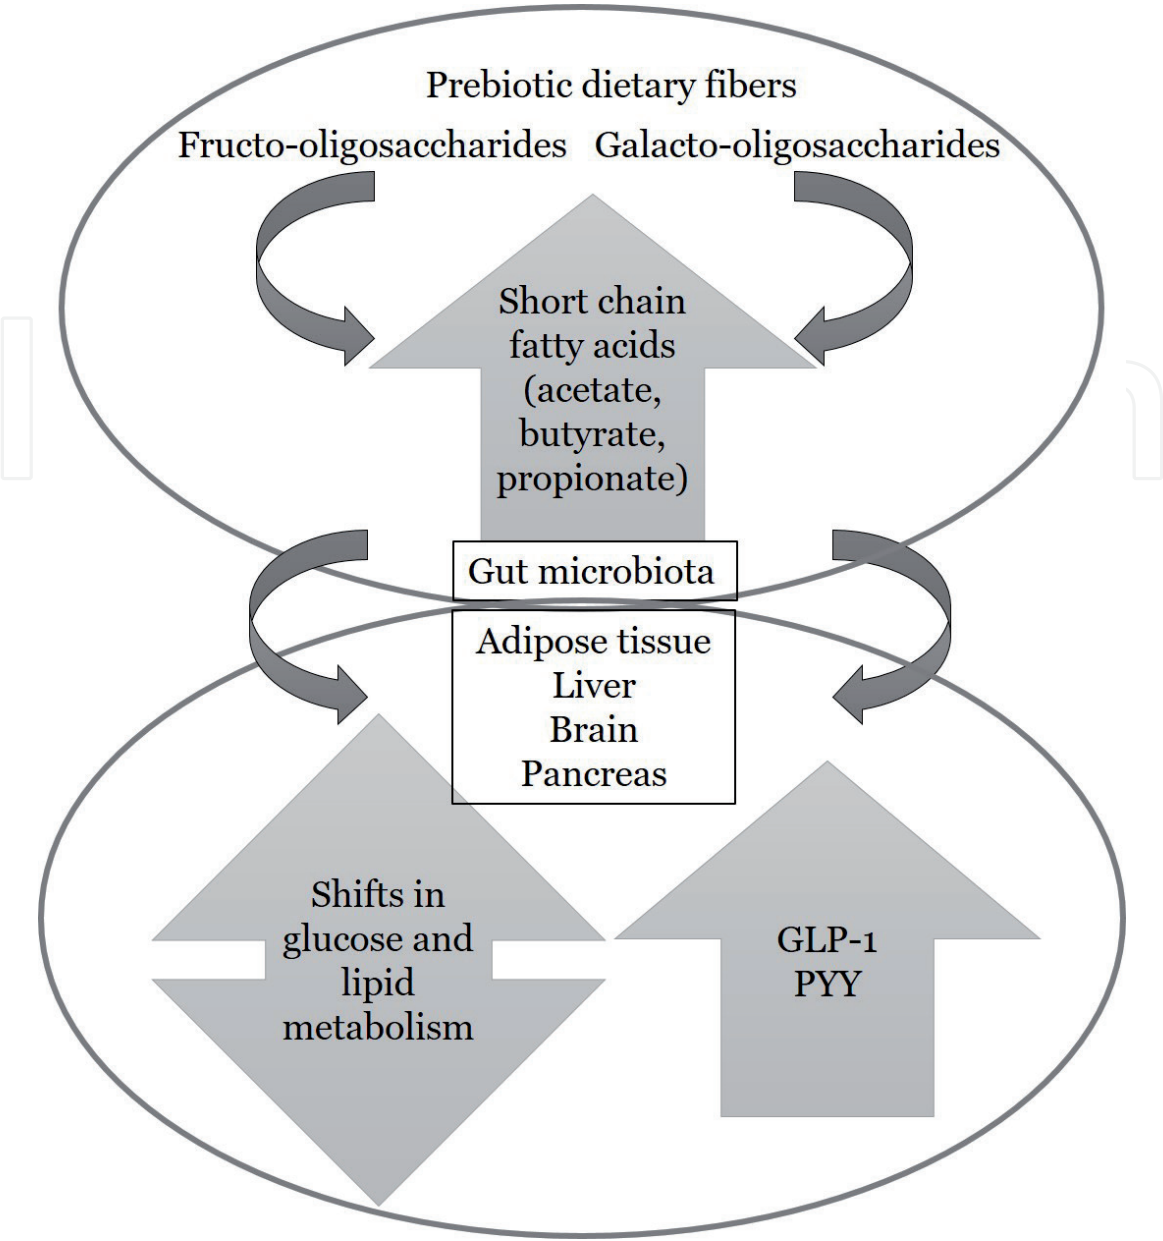 Prebiotic dietary fibers
Fructo-oligosaccharides Galacto-oligosaccharides
Short chain
fatty acids
(acetate,
butyrate,
propionate)
Gut microbiota
Adipose tissue
Liver
Brain
Pancreas
Shifts in
glucose and
lipid
metabolism
GLP-1
PYY